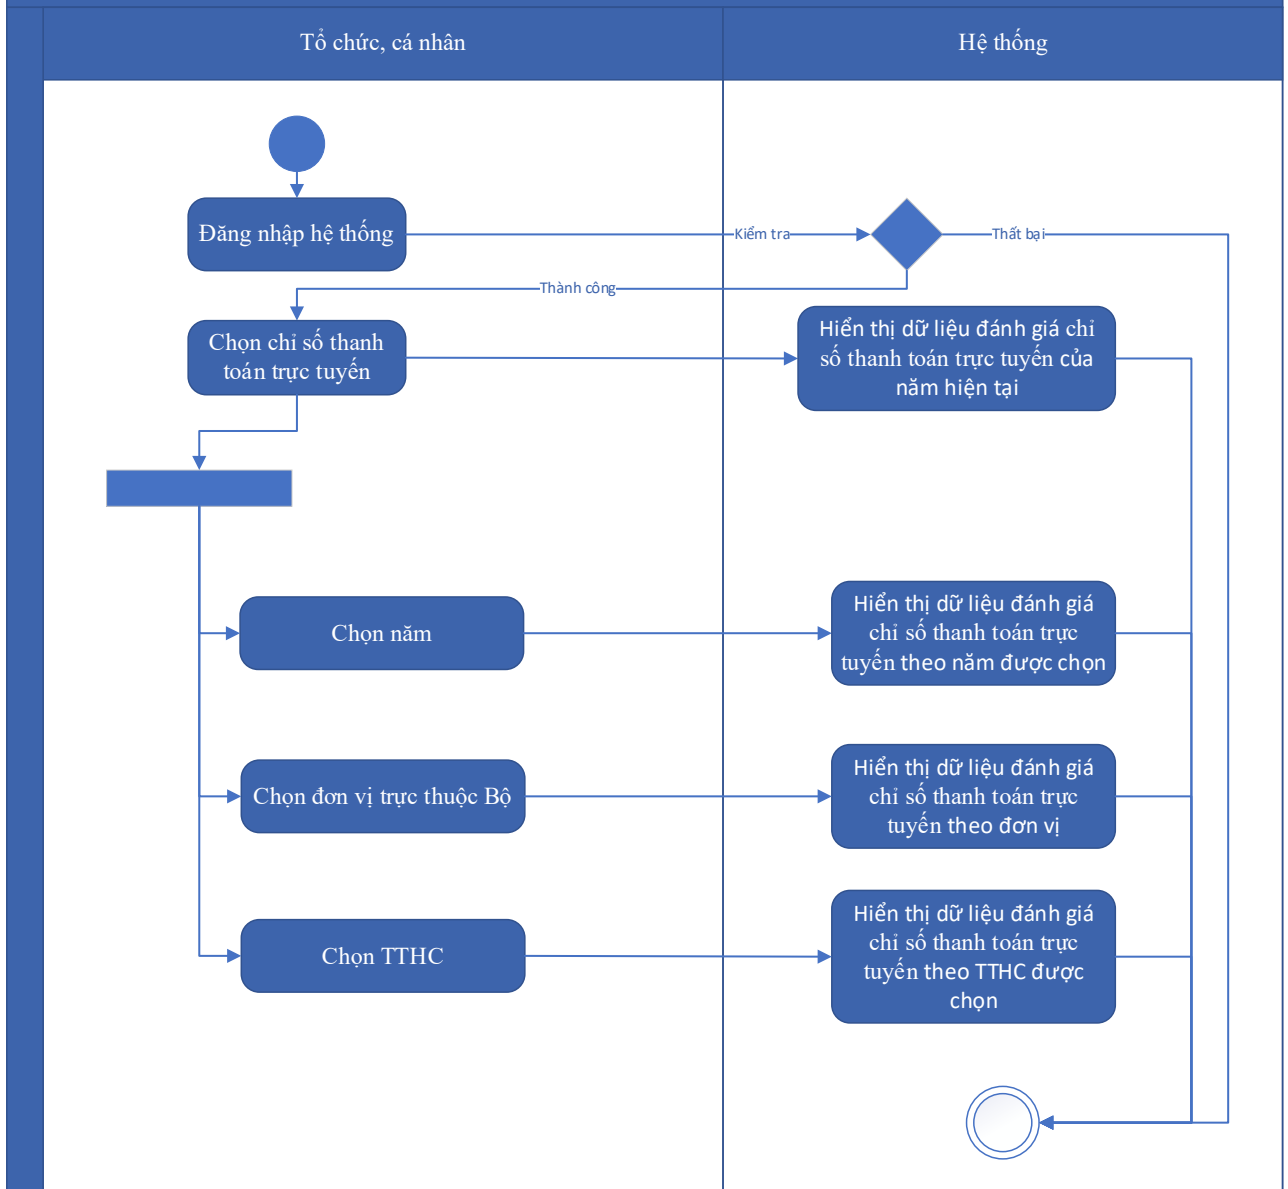 Tổ chức, cá nhân
Hệ thống
Đăng nhập hệ thống
Kiểm tra
Thất bại
Thành công
Chọn chỉ số thanh
toán trực tuyến
Hiển thị dữ liệu đánh giá chỉ
số thanh toán trực tuyến của
năm hiện tại
Chọn năm
Hiển thị dữ liệu đánh giá
chỉ số thanh toán trực
tuyến theo năm được chọn
Chọn đơn vị trực thuộc Bộ
Hiển thị dữ liệu đánh giá
chỉ số thanh toán trực
tuyến theo đơn vị
Chọn TTHC
Hiển thị dữ liệu đánh giá
chỉ số thanh toán trực
tuyến theo TTHC được
chọn